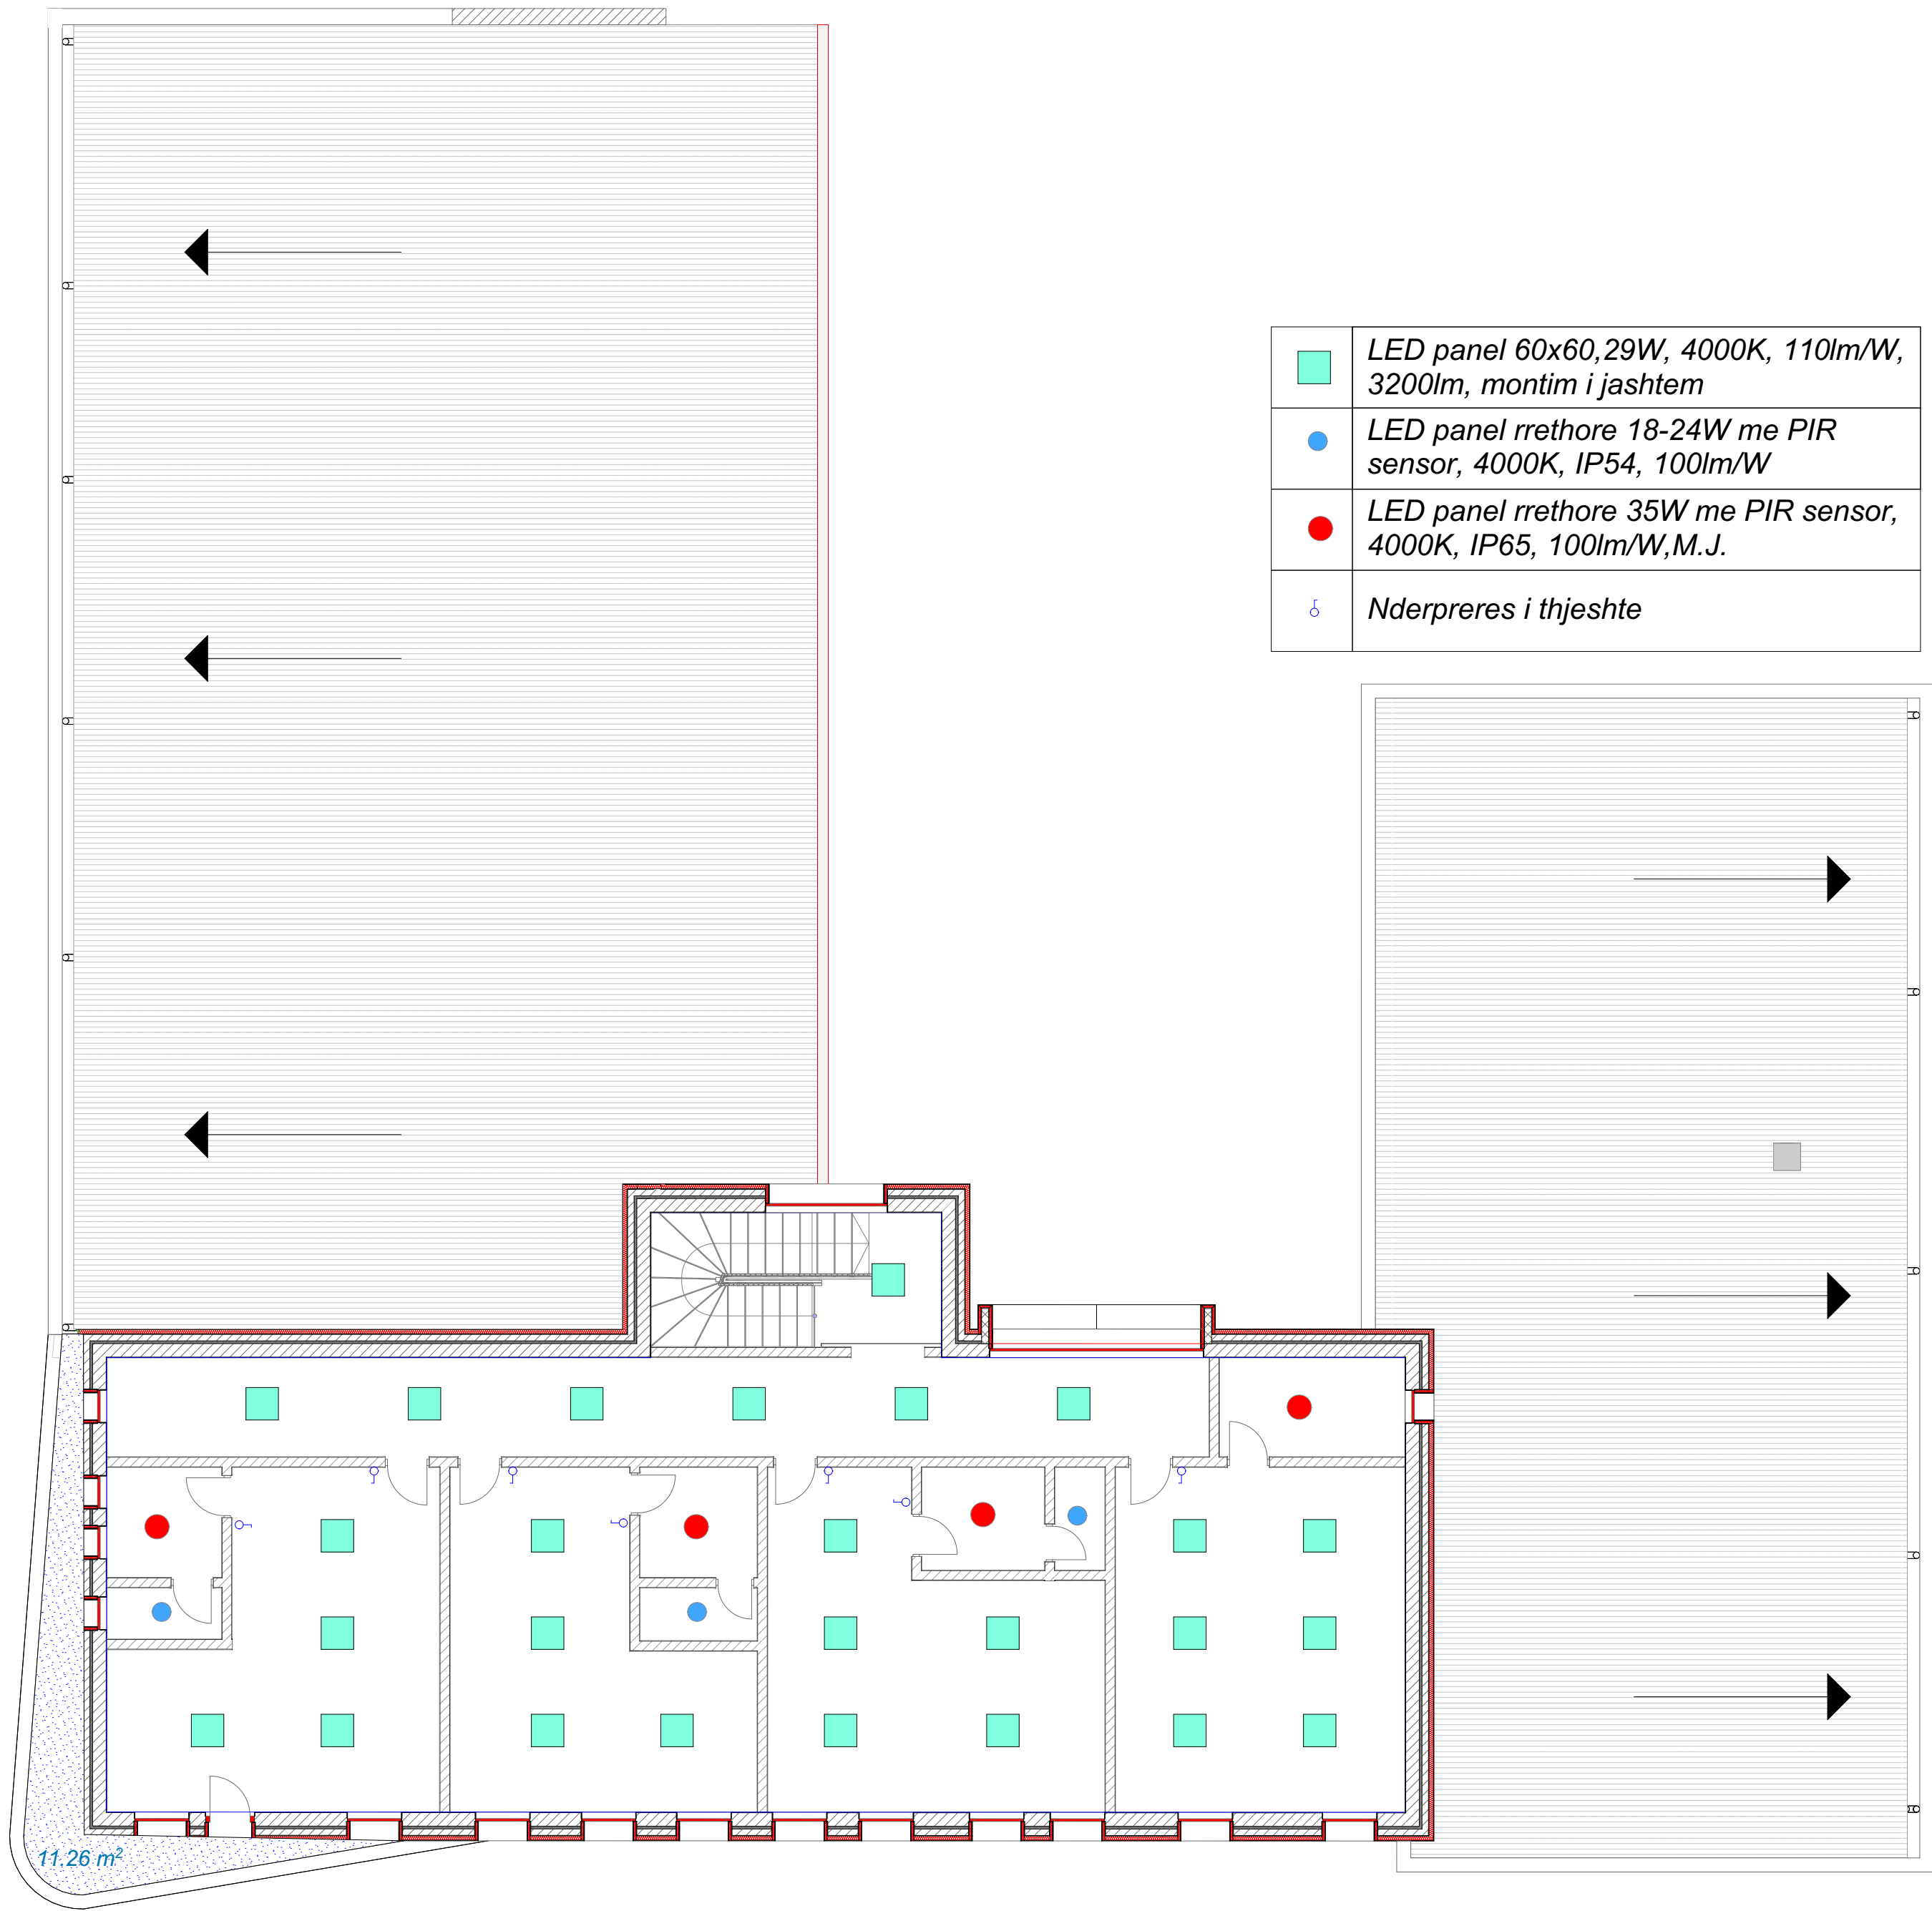 LED panel 60x60,29W, 4000K, 110lm/W,
3200lm, montim i jashtem
LED panel rrethore 18-24W me PIR
sensor, 4000K, IP54, 100lm/W
LED panel rrethore 35W me PIR sensor,
4000K, IP65, 100lm/W,M.J.
Nderpreres i thjeshte
11.26 m²